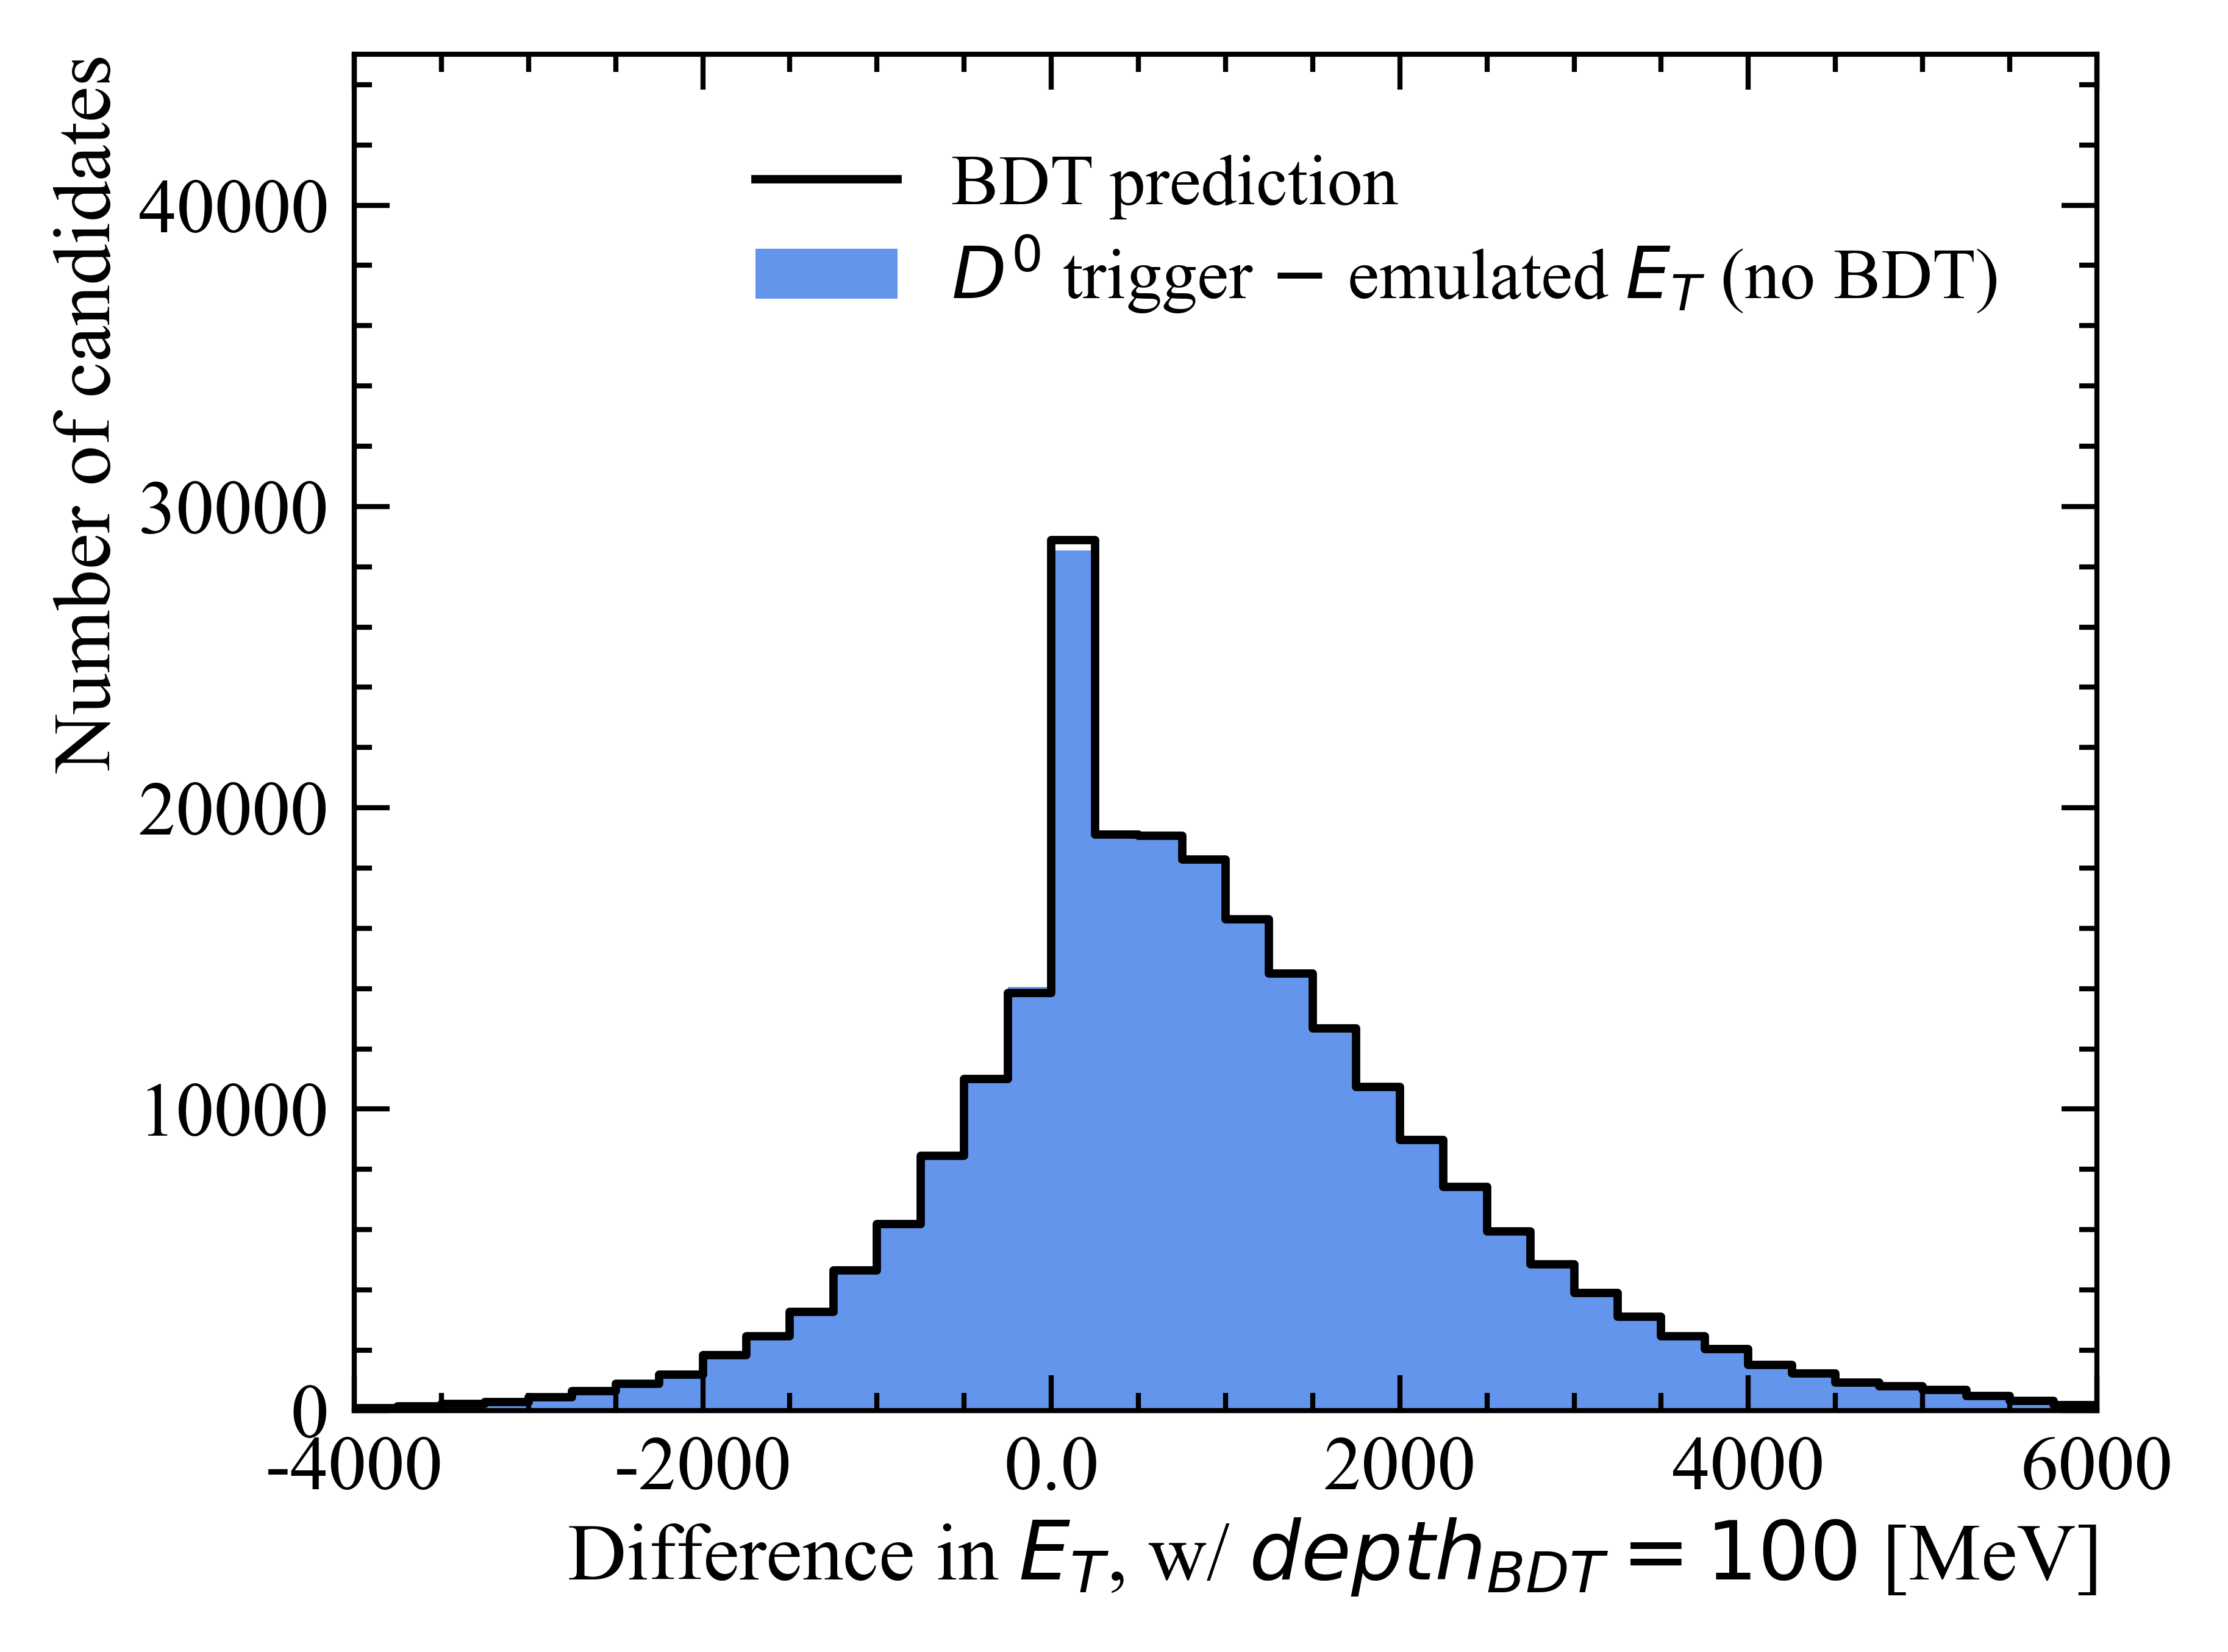 Number of candidates
40000
30000
20000
10000
0
BDT prediction
D⁰ trigger − emulated E_T (no BDT)
-4000 -2000 0.0 2000 4000 6000
Difference in E_T, w/ depth_BDT = 100 [MeV]